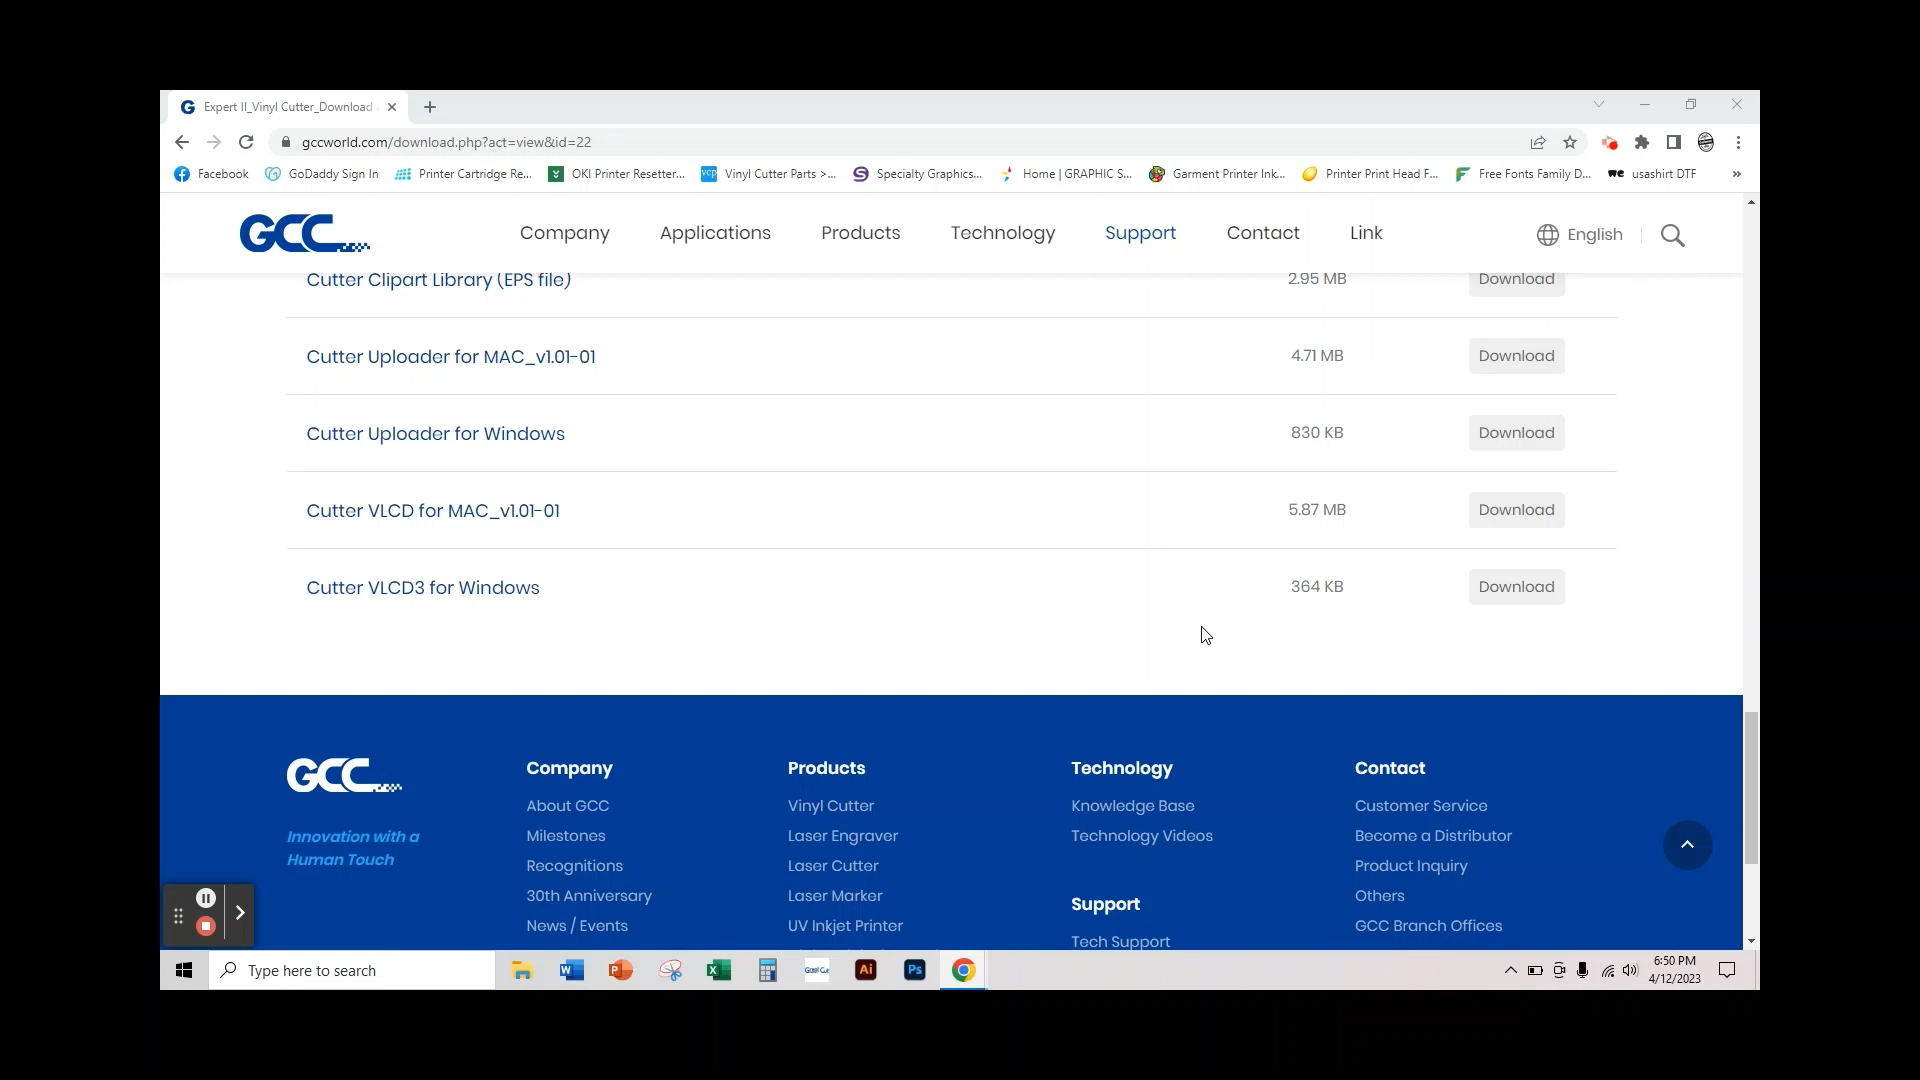 Expert II_Vinyl Cutter_Download
gccworld.com/download.php?act=view&id=22
Facebook GoDaddy Sign In Printer Cartridge Re... OKI Printer Resetter... vcp Vinyl Cutter Parts >... Specialty Graphics... Home | GRAPHIC S... Garment Printer Ink... Printer Print Head F... Free Fonts Family D... usashirt DTF »
GCC Company Applications Products Technology Support Contact Link English
Cutter Clipart Library (EPS file) 2.95 MB Download
Cutter Uploader for MAC_v1.01-01 4.71 MB Download
Cutter Uploader for Windows 830 KB Download
Cutter VLCD for MAC_v1.01-01 5.87 MB Download
Cutter VLCD3 for Windows 364 KB Download
GCC
Innovation with a
Human Touch
Company
About GCC
Milestones
Recognitions
30th Anniversary
News / Events
Products
Vinyl Cutter
Laser Engraver
Laser Cutter
Laser Marker
UV Inkjet Printer
Technology
Knowledge Base
Technology Videos
Support
Tech Support
Contact
Customer Service
Become a Distributor
Product Inquiry
Others
GCC Branch Offices
Type here to search
Ai
Ps
6:50 PM
4/12/2023